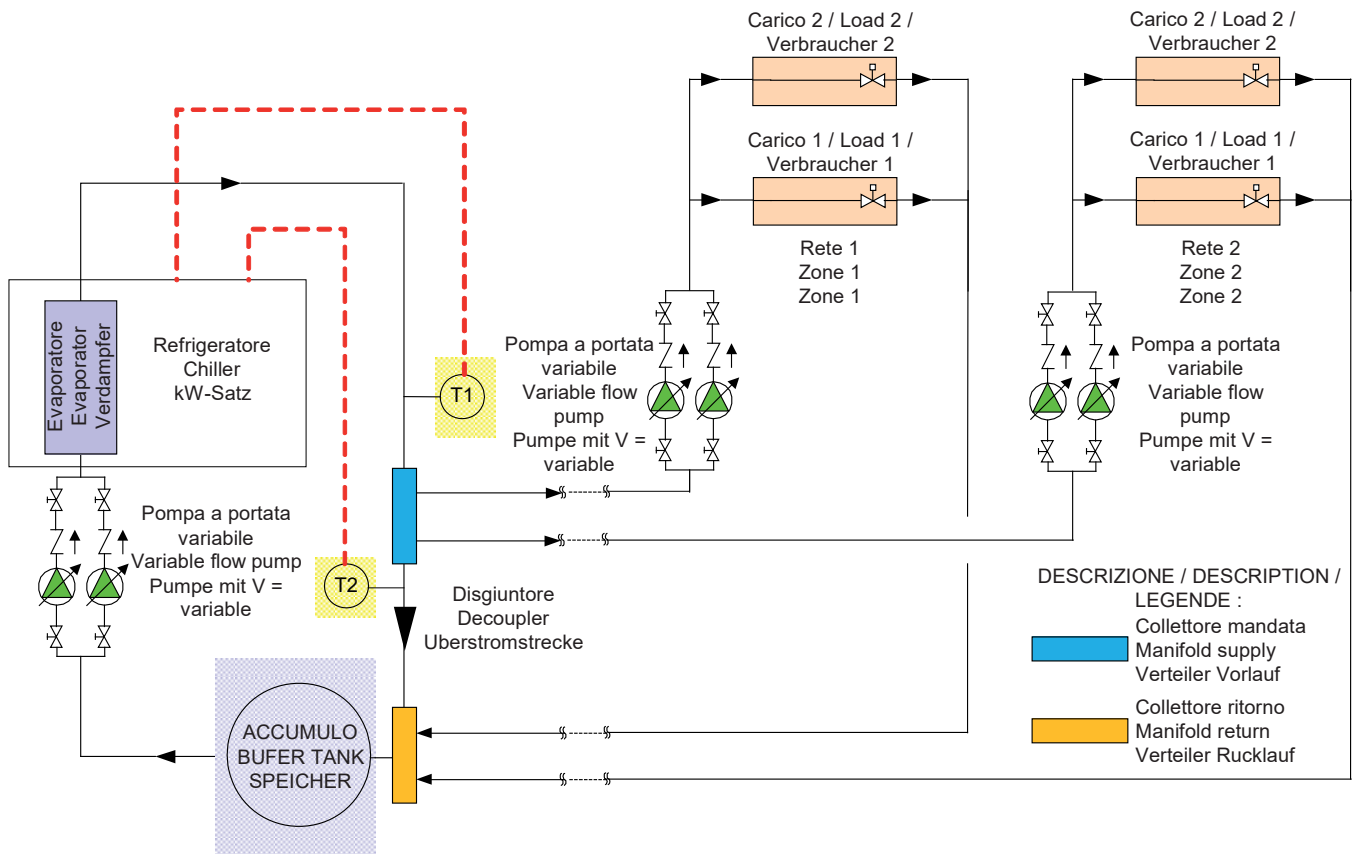 Carico 2 / Load 2 /
Verbraucher 2
Carico 2 / Load 2 /
Verbraucher 2
Carico 1 / Load 1 /
Verbraucher 1
Carico 1 / Load 1 /
Verbraucher 1
Rete 1
Zone 1
Zone 1
Rete 2
Zone 2
Zone 2
Evaporatore
Evaporator
Verdampfer
Refrigeratore
Chiller
kW-Satz
T1
Pompa a portata
variabile
Variable flow
pump
Pumpe mit V =
variable
Pompa a portata
variabile
Variable flow
pump
Pumpe mit V =
variable
Pompa a portata
variabile
Variable flow pump
Pumpe mit V =
variable
T2
Disgiuntore
Decoupler
Uberstromstrecke
DESCRIZIONE / DESCRIPTION /
LEGENDE :
Collettore mandata
Manifold supply
Verteiler Vorlauf
Collettore ritorno
Manifold return
Verteiler Rucklauf
ACCUMULO
BUFER TANK
SPEICHER